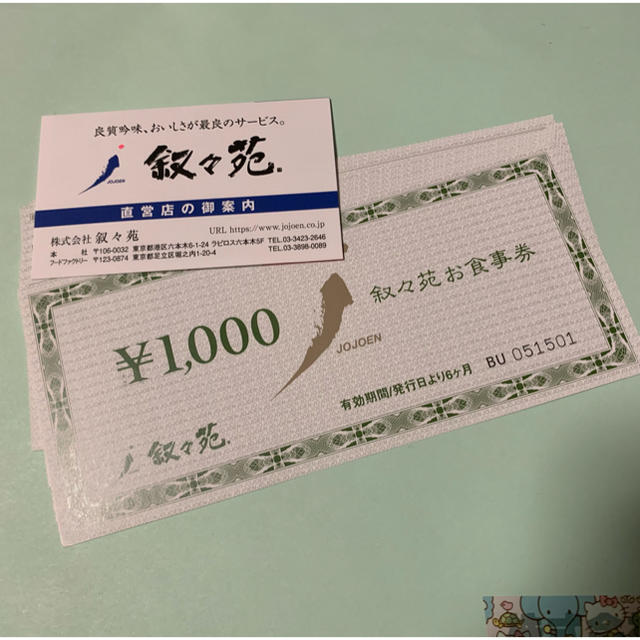 良質吟味、おいしさが最良のサービス。
JOJOEN
叙々苑
直営店の御案内
株式会社 叙々苑 URL https://www.jojoen.co.jp
本社 〒106-0032 東京都港区六本木6-1-24 ラピロス六本木5F TEL.03-3423-2646
フードファクトリー 〒123-0874 東京都足立区堀之内1-20-4 TEL.03-3898-0089
¥1,000
JOJOEN
叙々苑お食事券
有効期間/発行日より6ヶ月 BU 051501
叙々苑